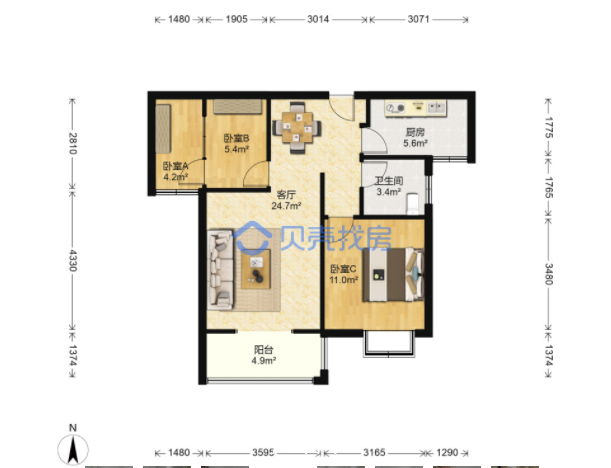 1480 1905 3014 3071
2810
4330
1374
1775
1765
3480
1374
卧室A
4.2m²
卧室B
5.4m²
厨房
5.6m²
卫生间
3.4m²
客厅
24.7m²
贝壳找房
卧室C
11.0m²
阳台
4.9m²
N
1480 3595 3165 1290